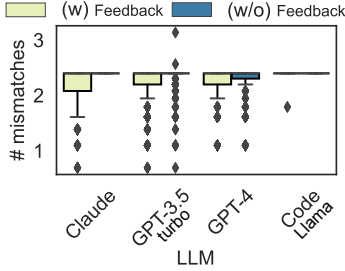 (w) Feedback (w/o) Feedback
# mismatches
3
2
1
Claude
GPT-3.5
turbo
GPT-4
Code
Llama
LLM